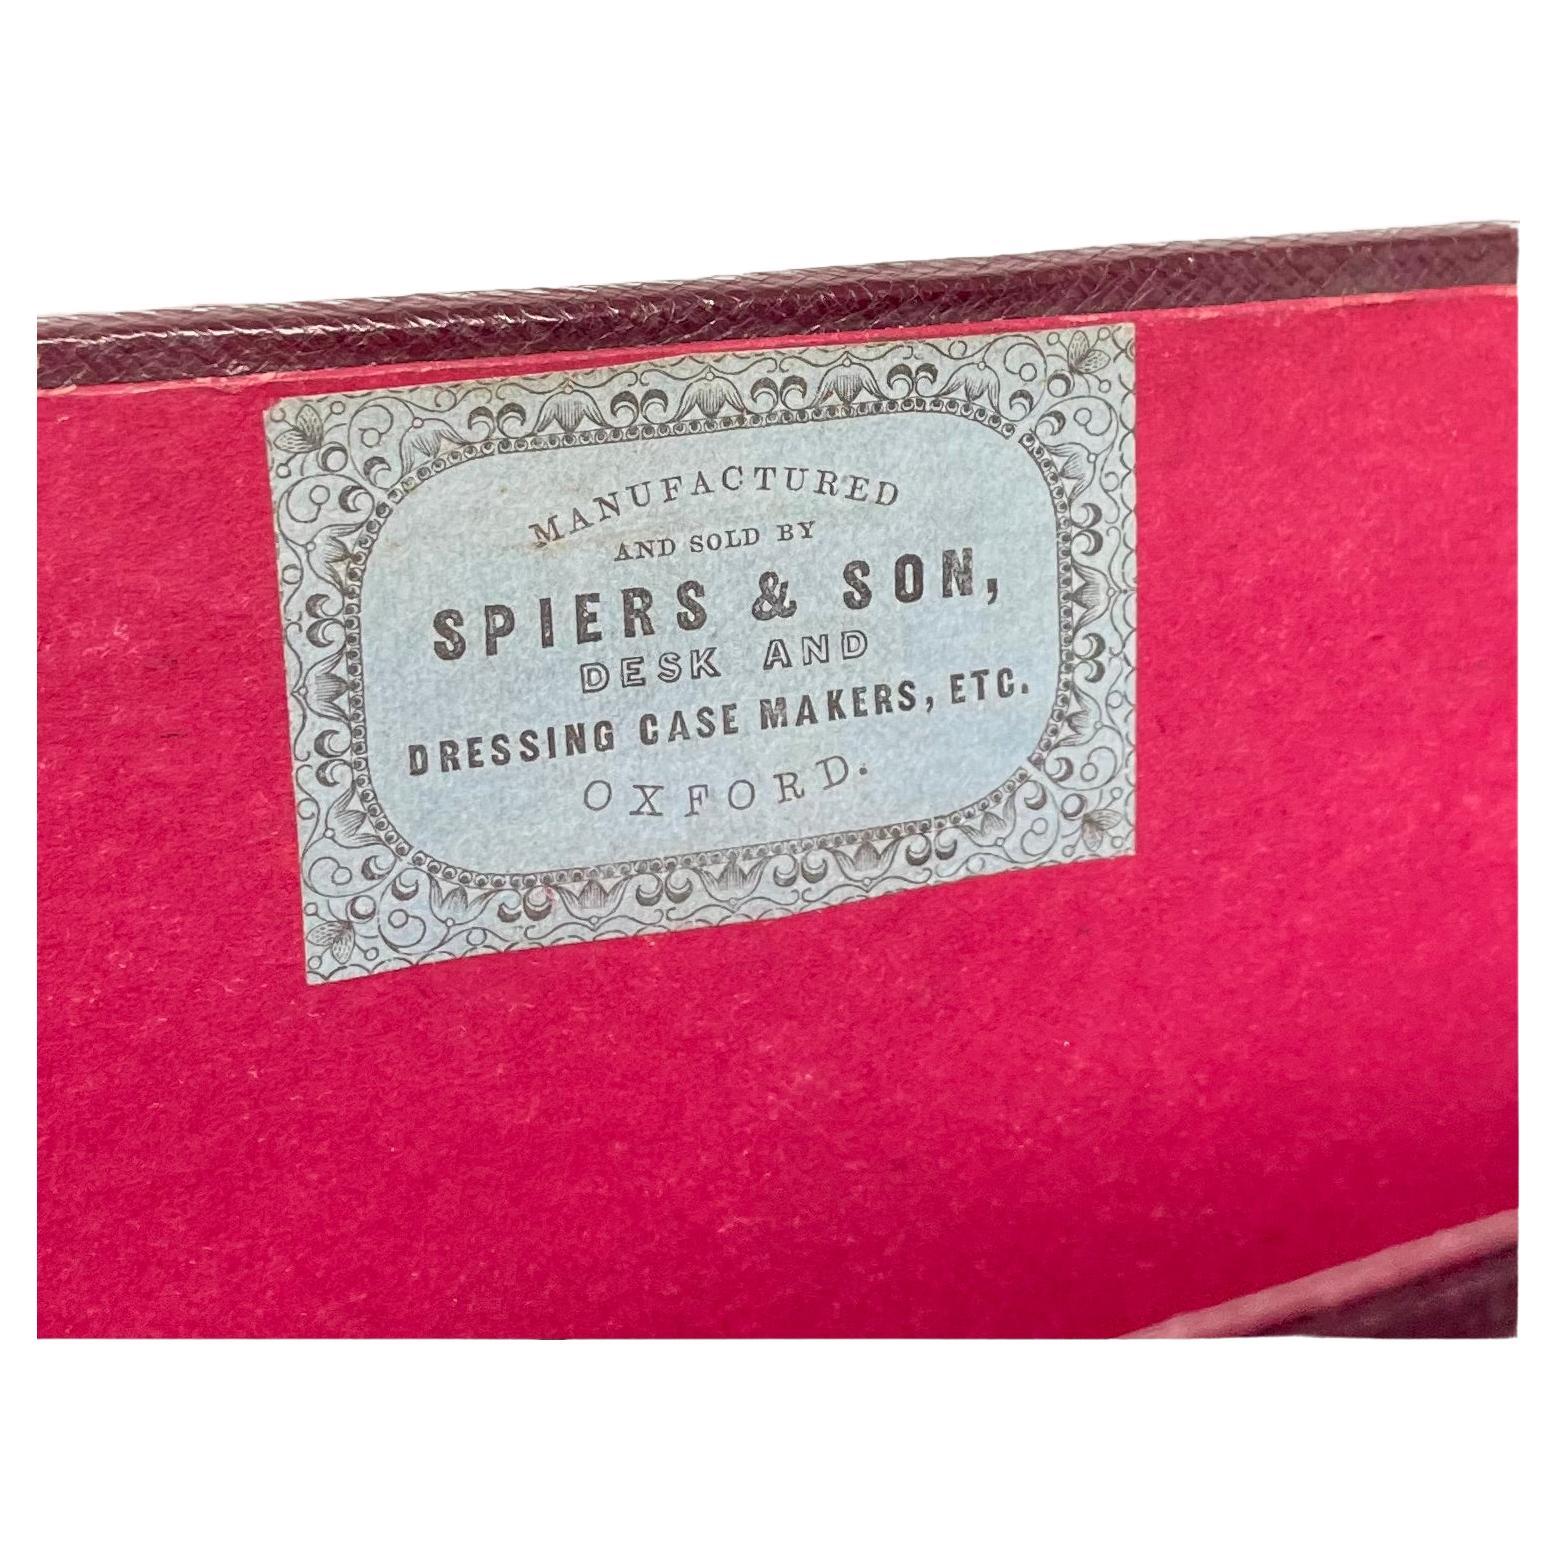 MANUFACTURED
AND SOLD BY
SPIERS & SON,
DESK AND
DRESSING CASE MAKERS, ETC.
OXFORD.